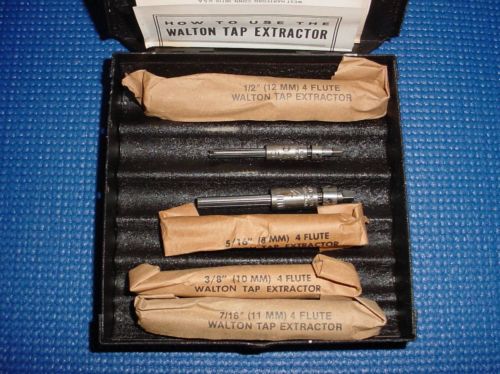 HOW TO USE THE
WALTON TAP EXTRACTOR
1/2" (12 MM) 4 FLUTE
WALTON TAP EXTRACTOR
5/16" (8 MM) 4 FLUTE
TAP EXTRACTOR
3/8" (10 MM) 4 FLUTE
WALTON TAP EXTRACTOR
7/16" (11 MM) 4 FLUTE
WALTON TAP EXTRACTOR